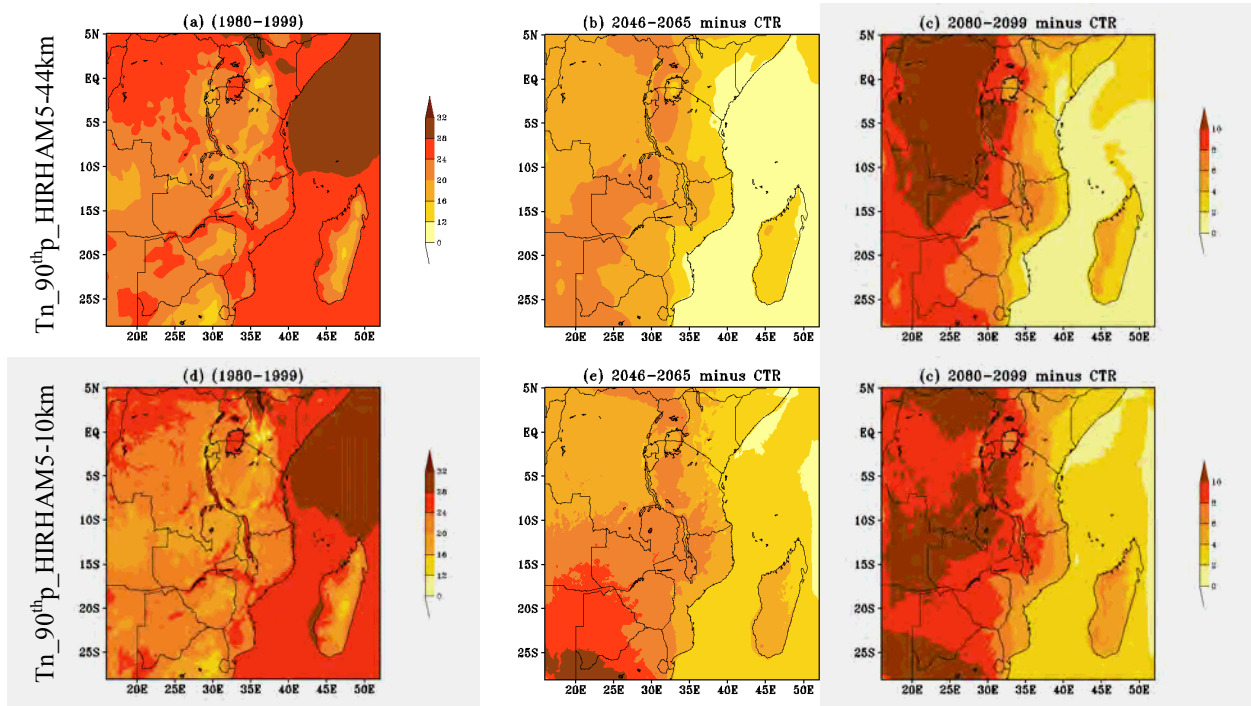 Tn_90thp_HIRHAM5-44km
(a) (1980-1999)
5N
EQ
5S
10S
15S
20S
25S
20E 25E 30E 35E 40E 45E 50E
32
28
24
20
16
12
0
(b) 2046-2065 minus CTR
5N
EQ
5S
10S
15S
20S
25S
20E 25E 30E 35E 40E 45E 50E
(c) 2080-2099 minus CTR
5N
EQ
5S
10S
15S
20S
25S
20E 25E 30E 35E 40E 45E 50E
10
8
6
4
2
0
Tn_90thp_HIRHAM5-10km
(d) (1980-1999)
5N
EQ
5S
10S
15S
20S
25S
20E 25E 30E 35E 40E 45E 50E
32
28
24
20
16
12
0
(e) 2046-2065 minus CTR
5N
EQ
5S
10S
15S
20S
25S
20E 25E 30E 35E 40E 45E 50E
(c) 2080-2099 minus CTR
5N
EQ
5S
10S
15S
20S
25S
20E 25E 30E 35E 40E 45E 50E
10
8
6
4
2
0